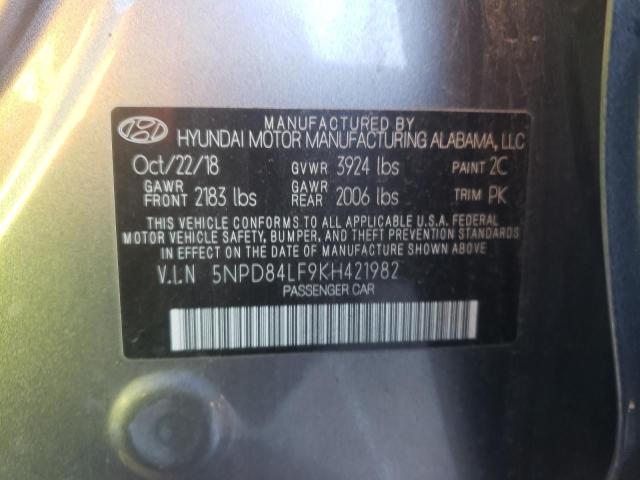 MANUFACTURED BY
HYUNDAI MOTOR MANUFACTURING ALABAMA, LLC
Oct/22/18 GVWR 3924 lbs PAINT 2C
GAWR FRONT 2183 lbs GAWR REAR 2006 lbs TRIM PK
THIS VEHICLE CONFORMS TO ALL APPLICABLE U.S.A. FEDERAL
MOTOR VEHICLE SAFETY, BUMPER, AND THEFT PREVENTION
STANDARDS IN EFFECT ON THE DATE OF MANUFACTURE SHOWN ABOVE.
V.I.N 5NPD84LF9KH421982
PASSENGER CAR